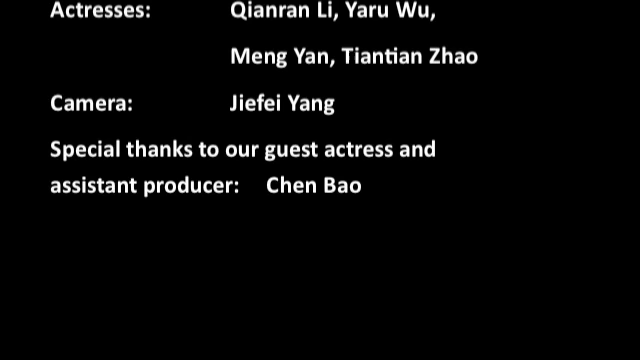 Actresses: Qianran Li, Yaru Wu,
Meng Yan, Tiantian Zhao
Camera: Jiefei Yang
Special thanks to our guest actress and
assistant producer: Chen Bao